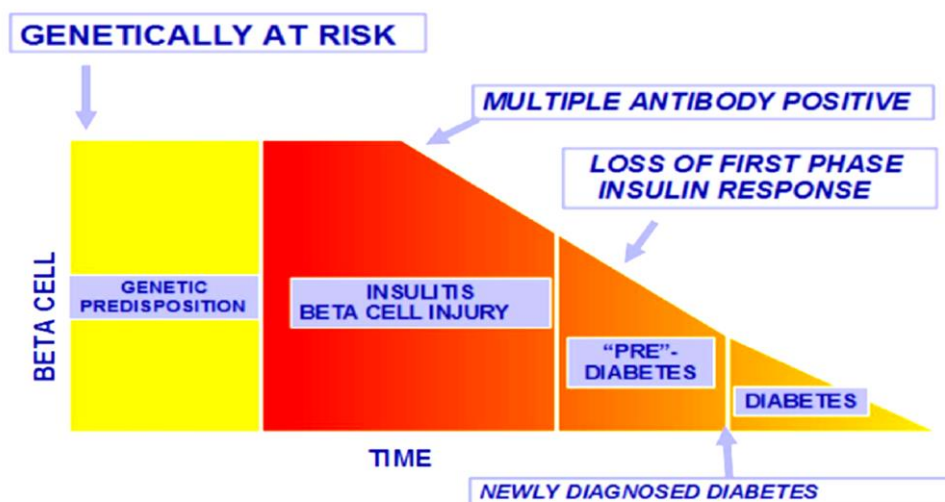 GENETICALLY AT RISK
MULTIPLE ANTIBODY POSITIVE
LOSS OF FIRST PHASE
INSULIN RESPONSE
BETA CELL
GENETIC
PREDISPOSITION
INSULITIS
BETA CELL INJURY
“PRE”-
DIABETES
DIABETES
TIME
NEWLY DIAGNOSED DIABETES